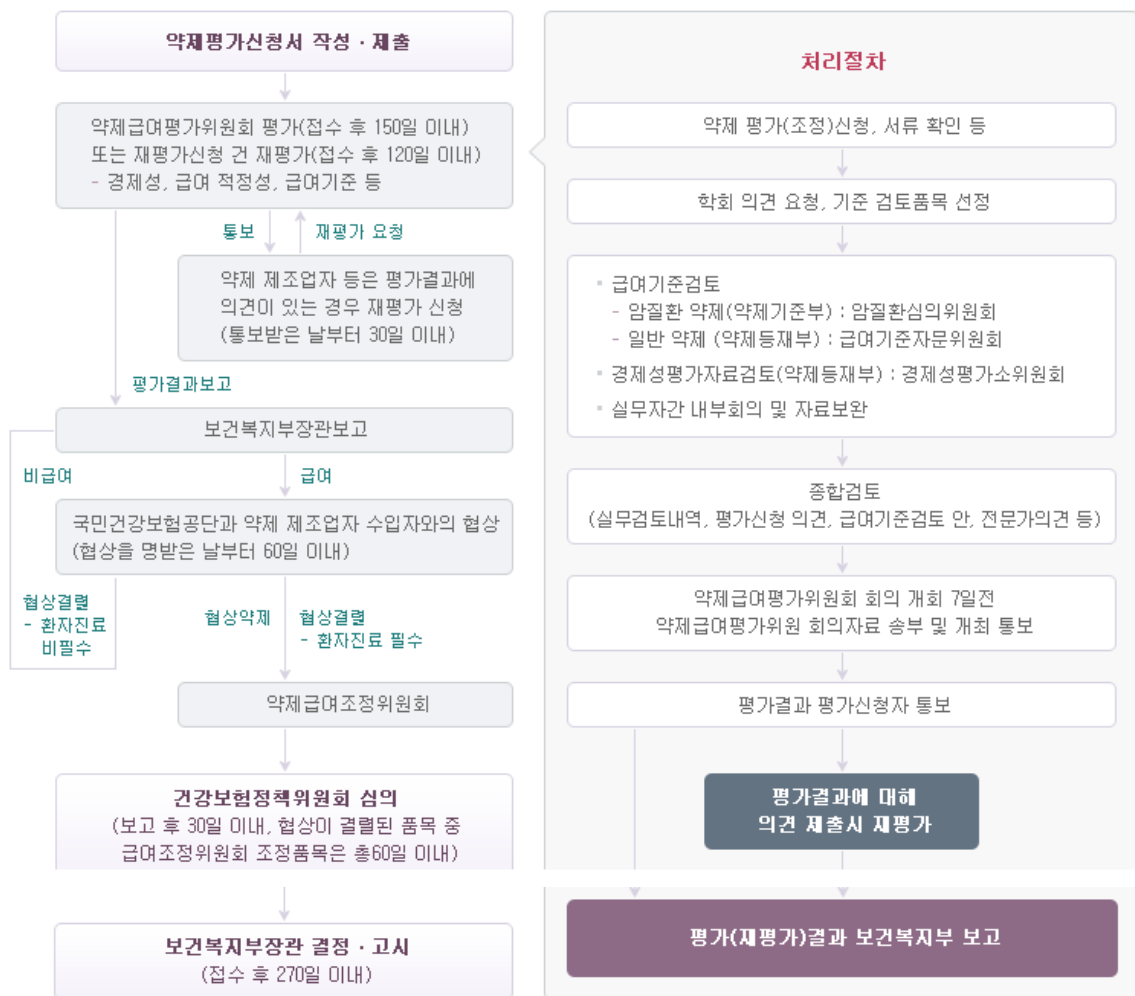 약제평가신청서 작성 · 제출
약제급여평가위원회 평가(접수 후 150일 이내)
또는 재평가신청 건 재평가(접수 후 120일 이내)
- 경제성, 급여 적정성, 급여기준 등
통보
재평가 요청
약제 제조업자 등은 평가결과에
의견이 있는 경우 재평가 신청
(통보받은 날부터 30일 이내)
평가결과보고
보건복지부장관보고
비급여
급여
국민건강보험공단과 약제 제조업자 수입자와의 협상
(협상을 명받은 날부터 60일 이내)
협상결렬
- 환자진료
비필수
협상약제
협상결렬
- 환자진료 필수
약제급여조정위원회
건강보험정책위원회 심의
(보고 후 30일 이내, 협상이 결렬된 품목 중
급여조정위원회 조정품목은 총60일 이내)
보건복지부장관 결정 · 고시
(접수 후 270일 이내)
처리절차
약제 평가(조정)신청, 서류 확인 등
학회 의견 요청, 기준 검토품목 선정
급여기준검토
- 암질환 약제(약제기준부) : 암질환심의위원회
- 일반 약제 (약제등재부) : 급여기준자문위원회
경제성평가자료검토(약제등재부) : 경제성평가소위원회
실무자간 내부회의 및 자료보완
종합검토
(실무검토내역, 평가신청 의견, 급여기준검토 안, 전문가의견 등)
약제급여평가위원회 회의 개회 7일전
약제급여평가위원 회의자료 송부 및 개최 통보
평가결과 평가신청자 통보
평가결과에 대해
의견 제출시 재평가
평가(재평가)결과 보건복지부 보고